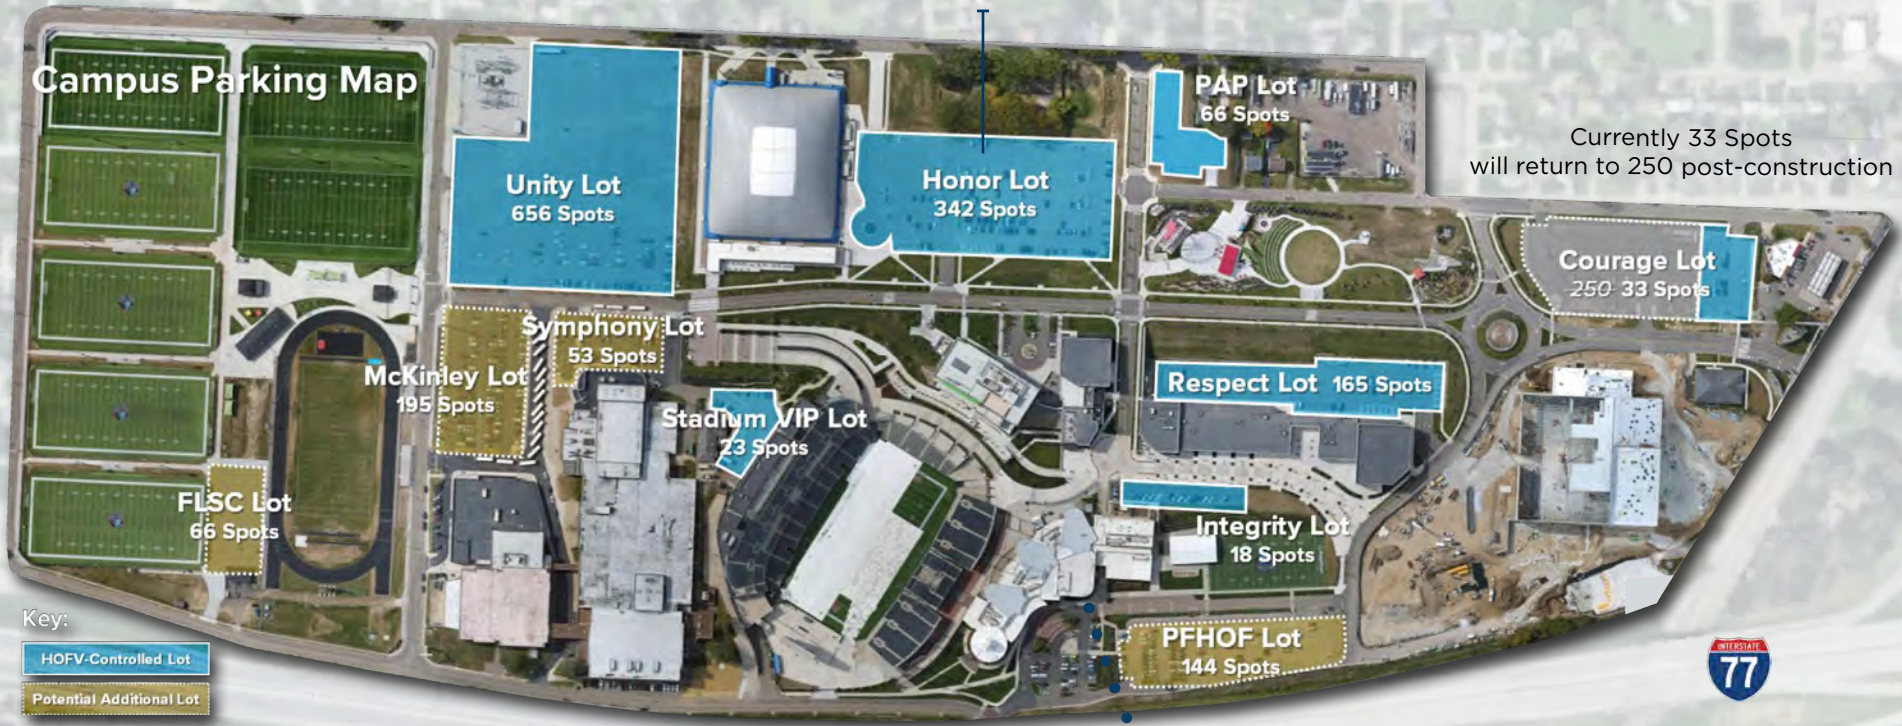 Campus Parking Map
PAP Lot
66 Spots
Currently 33 Spots
will return to 250 post-construction
Unity Lot
656 Spots
Honor Lot
342 Spots
Courage Lot
250 33 Spots
Symphony Lot
53 Spots
McKinley Lot
195 Spots
Respect Lot 165 Spots
Stadium VIP Lot
23 Spots
FLSC Lot
66 Spots
Integrity Lot
18 Spots
Key:
HOFV-Controlled Lot
Potential Additional Lot
PFHOF Lot
144 Spots
INTERSTATE
77